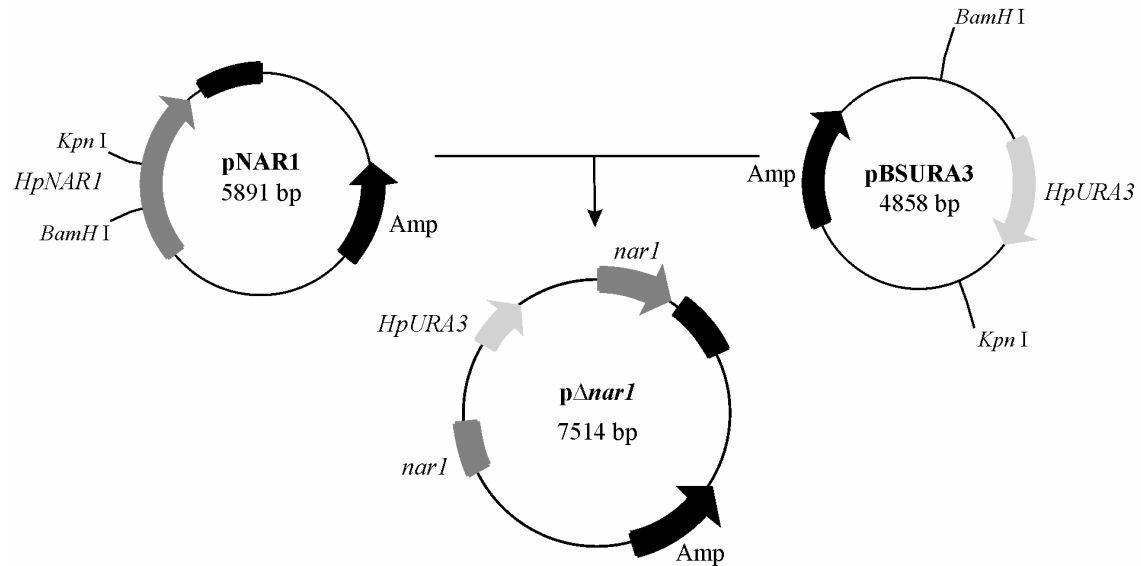 BamH I
Kpn I
HpNAR1
BamH I
pNAR1
5891 bp
Amp
Amp
pBSURA3
4858 bp
HpURA3
Kpn I
nar1
HpURA3
pΔnar1
7514 bp
nar1
Amp